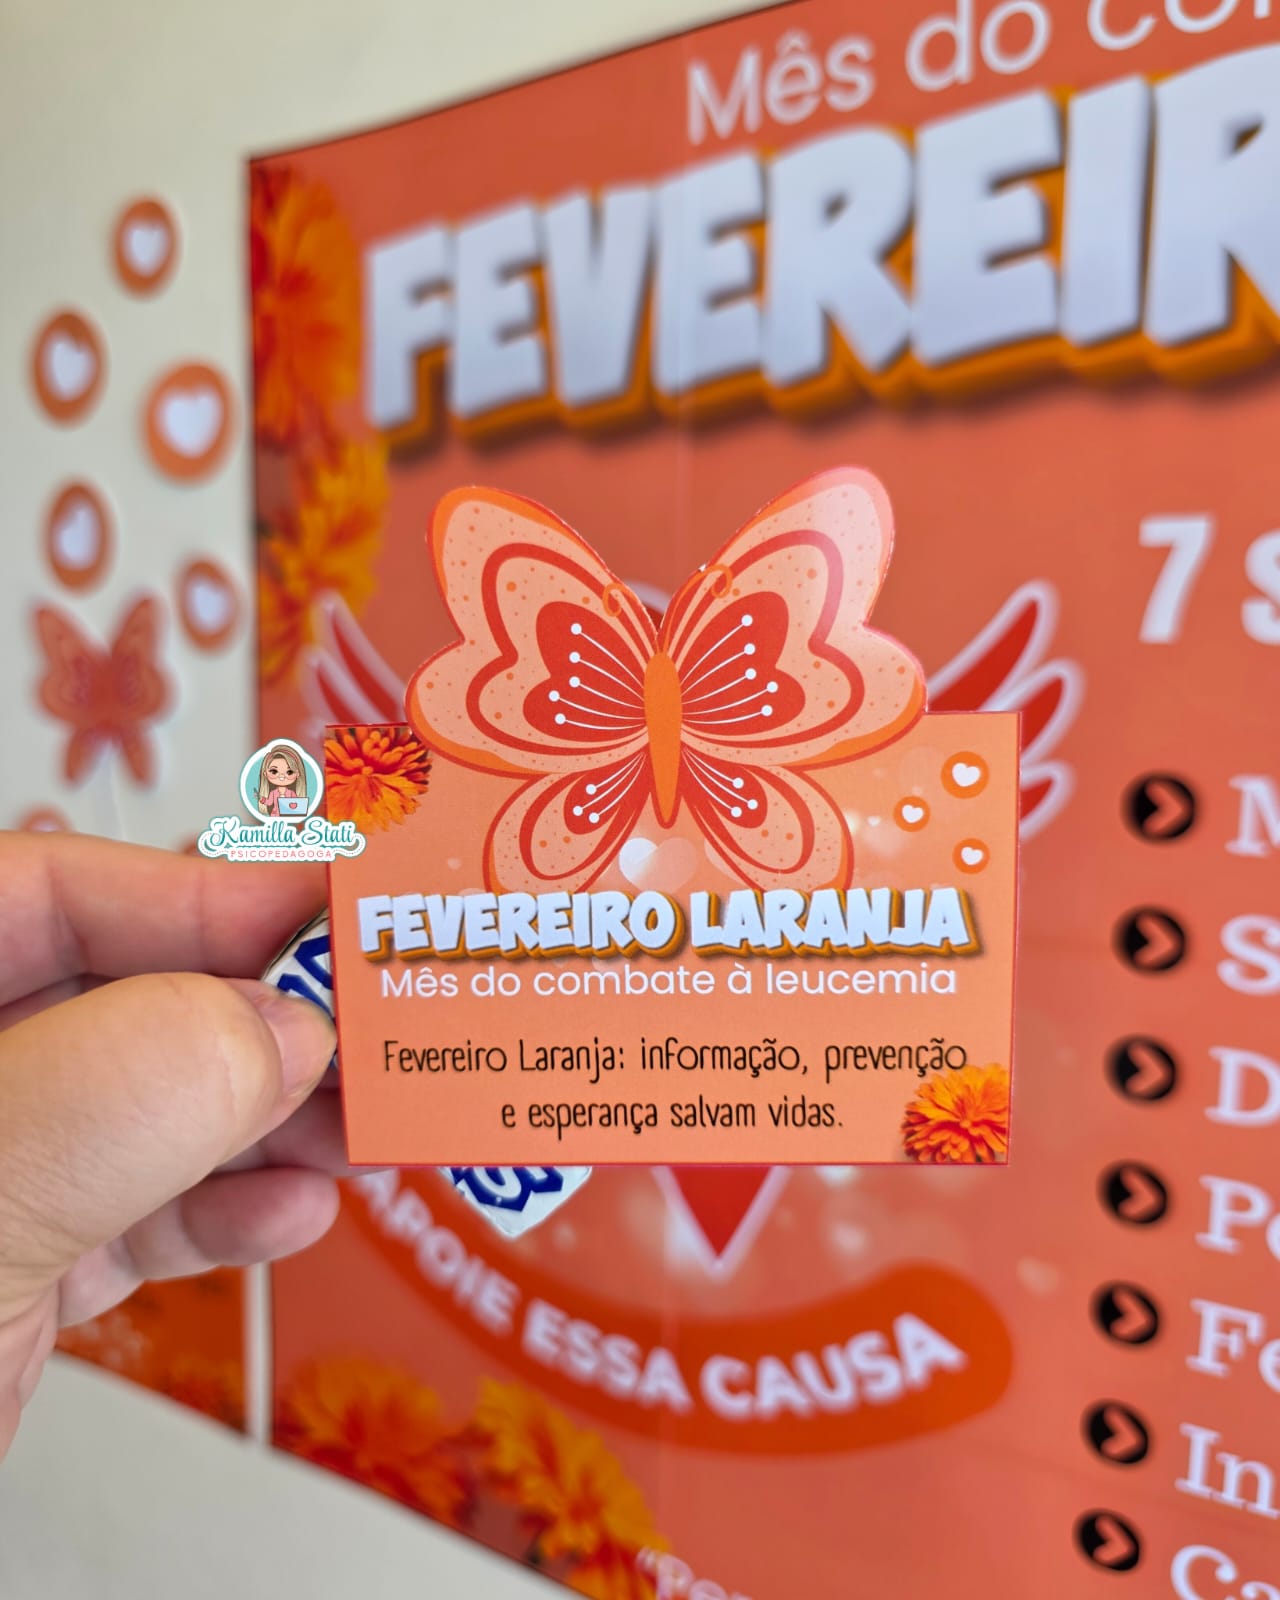 Mês do
FEVEREIR
7
Kamilla Stati
PSICOPEDAGOGA
FEVEREIRO LARANJA
Mês do combate à leucemia
Fevereiro Laranja: informação, prevenção
e esperança salvam vidas.
APOIE ESSA CAUSA